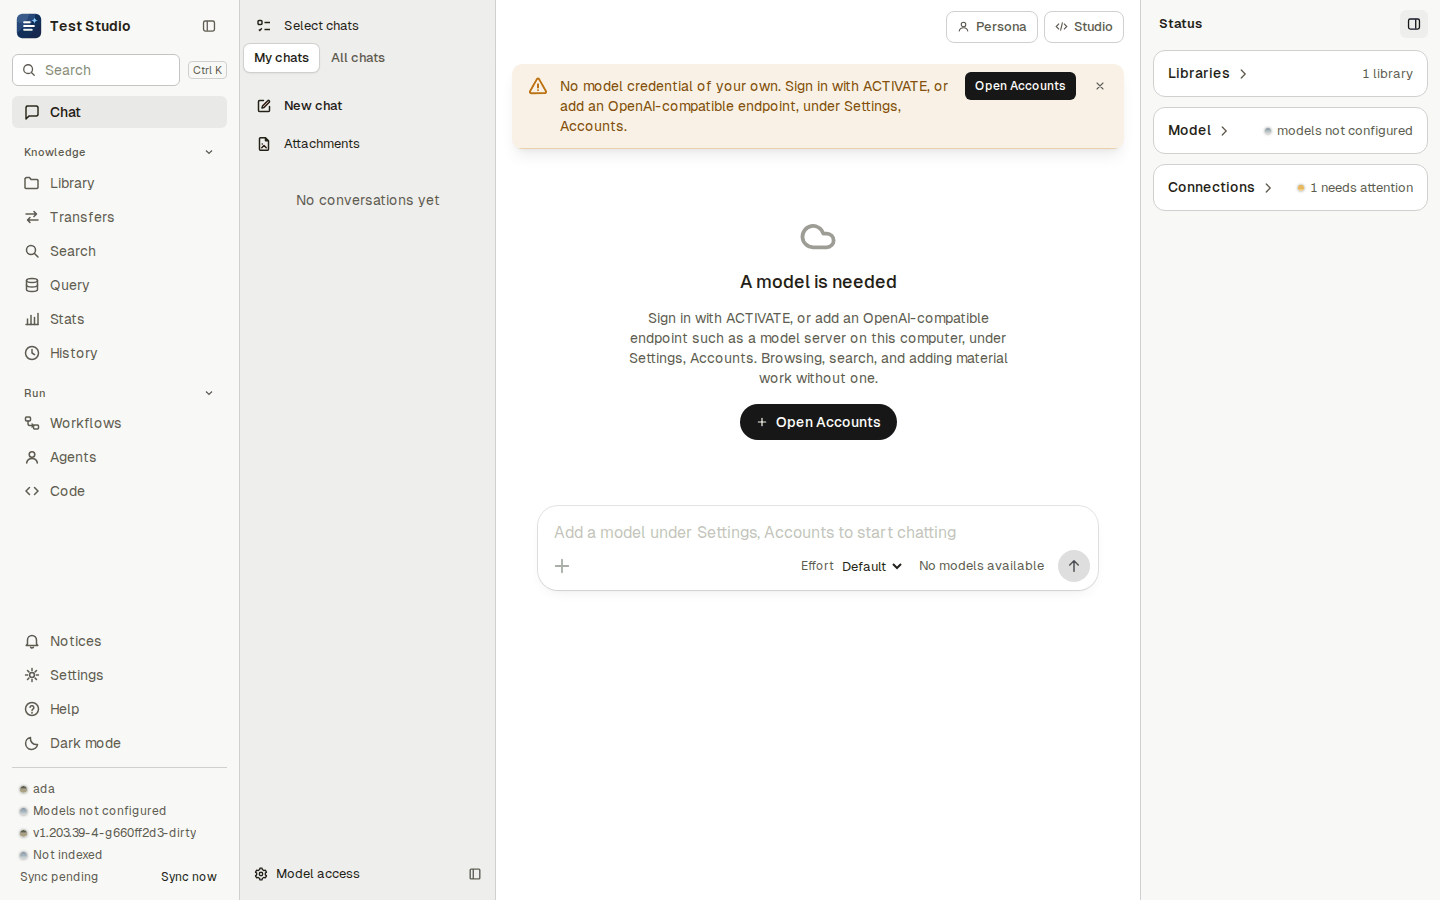 Test Studio
Search
Ctrl K
Chat
Knowledge
Library
Transfers
Search
Query
Stats
History
Run
Workflows
Agents
Code
Notices
Settings
Help
Dark mode
ada
Models not configured
v1.203.39-4-g660ff2d3-dirty
Not indexed
Sync pending
Sync now
Select chats
My chats
All chats
New chat
Attachments
No conversations yet
Model access
Persona
Studio
No model credential of your own. Sign in with ACTIVATE, or
add an OpenAI-compatible endpoint, under Settings,
Accounts.
Open Accounts
A model is needed
Sign in with ACTIVATE, or add an OpenAI-compatible
endpoint such as a model server on this computer, under
Settings, Accounts. Browsing, search, and adding material
work without one.
Open Accounts
Add a model under Settings, Accounts to start chatting
Effort
Default
No models available
Status
Libraries
1 library
Model
models not configured
Connections
1 needs attention